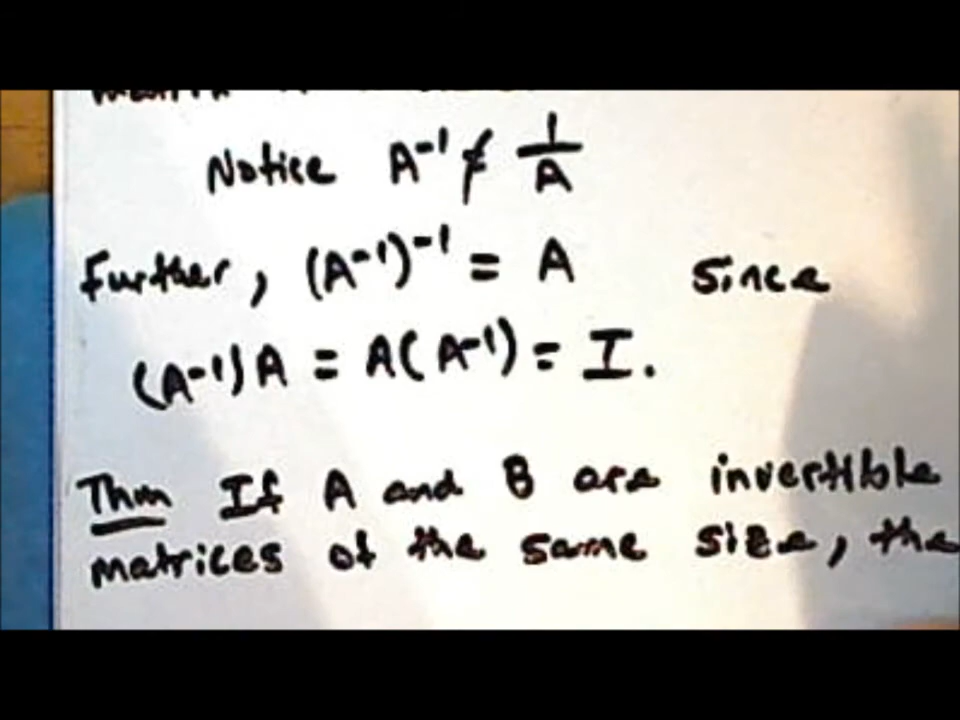 Notice A⁻¹ ≠ 1/A
Further, (A⁻¹)⁻¹ = A since
(A⁻¹)A = A(A⁻¹) = I.
Thm If A and B are invertible
matrices of the same size, the